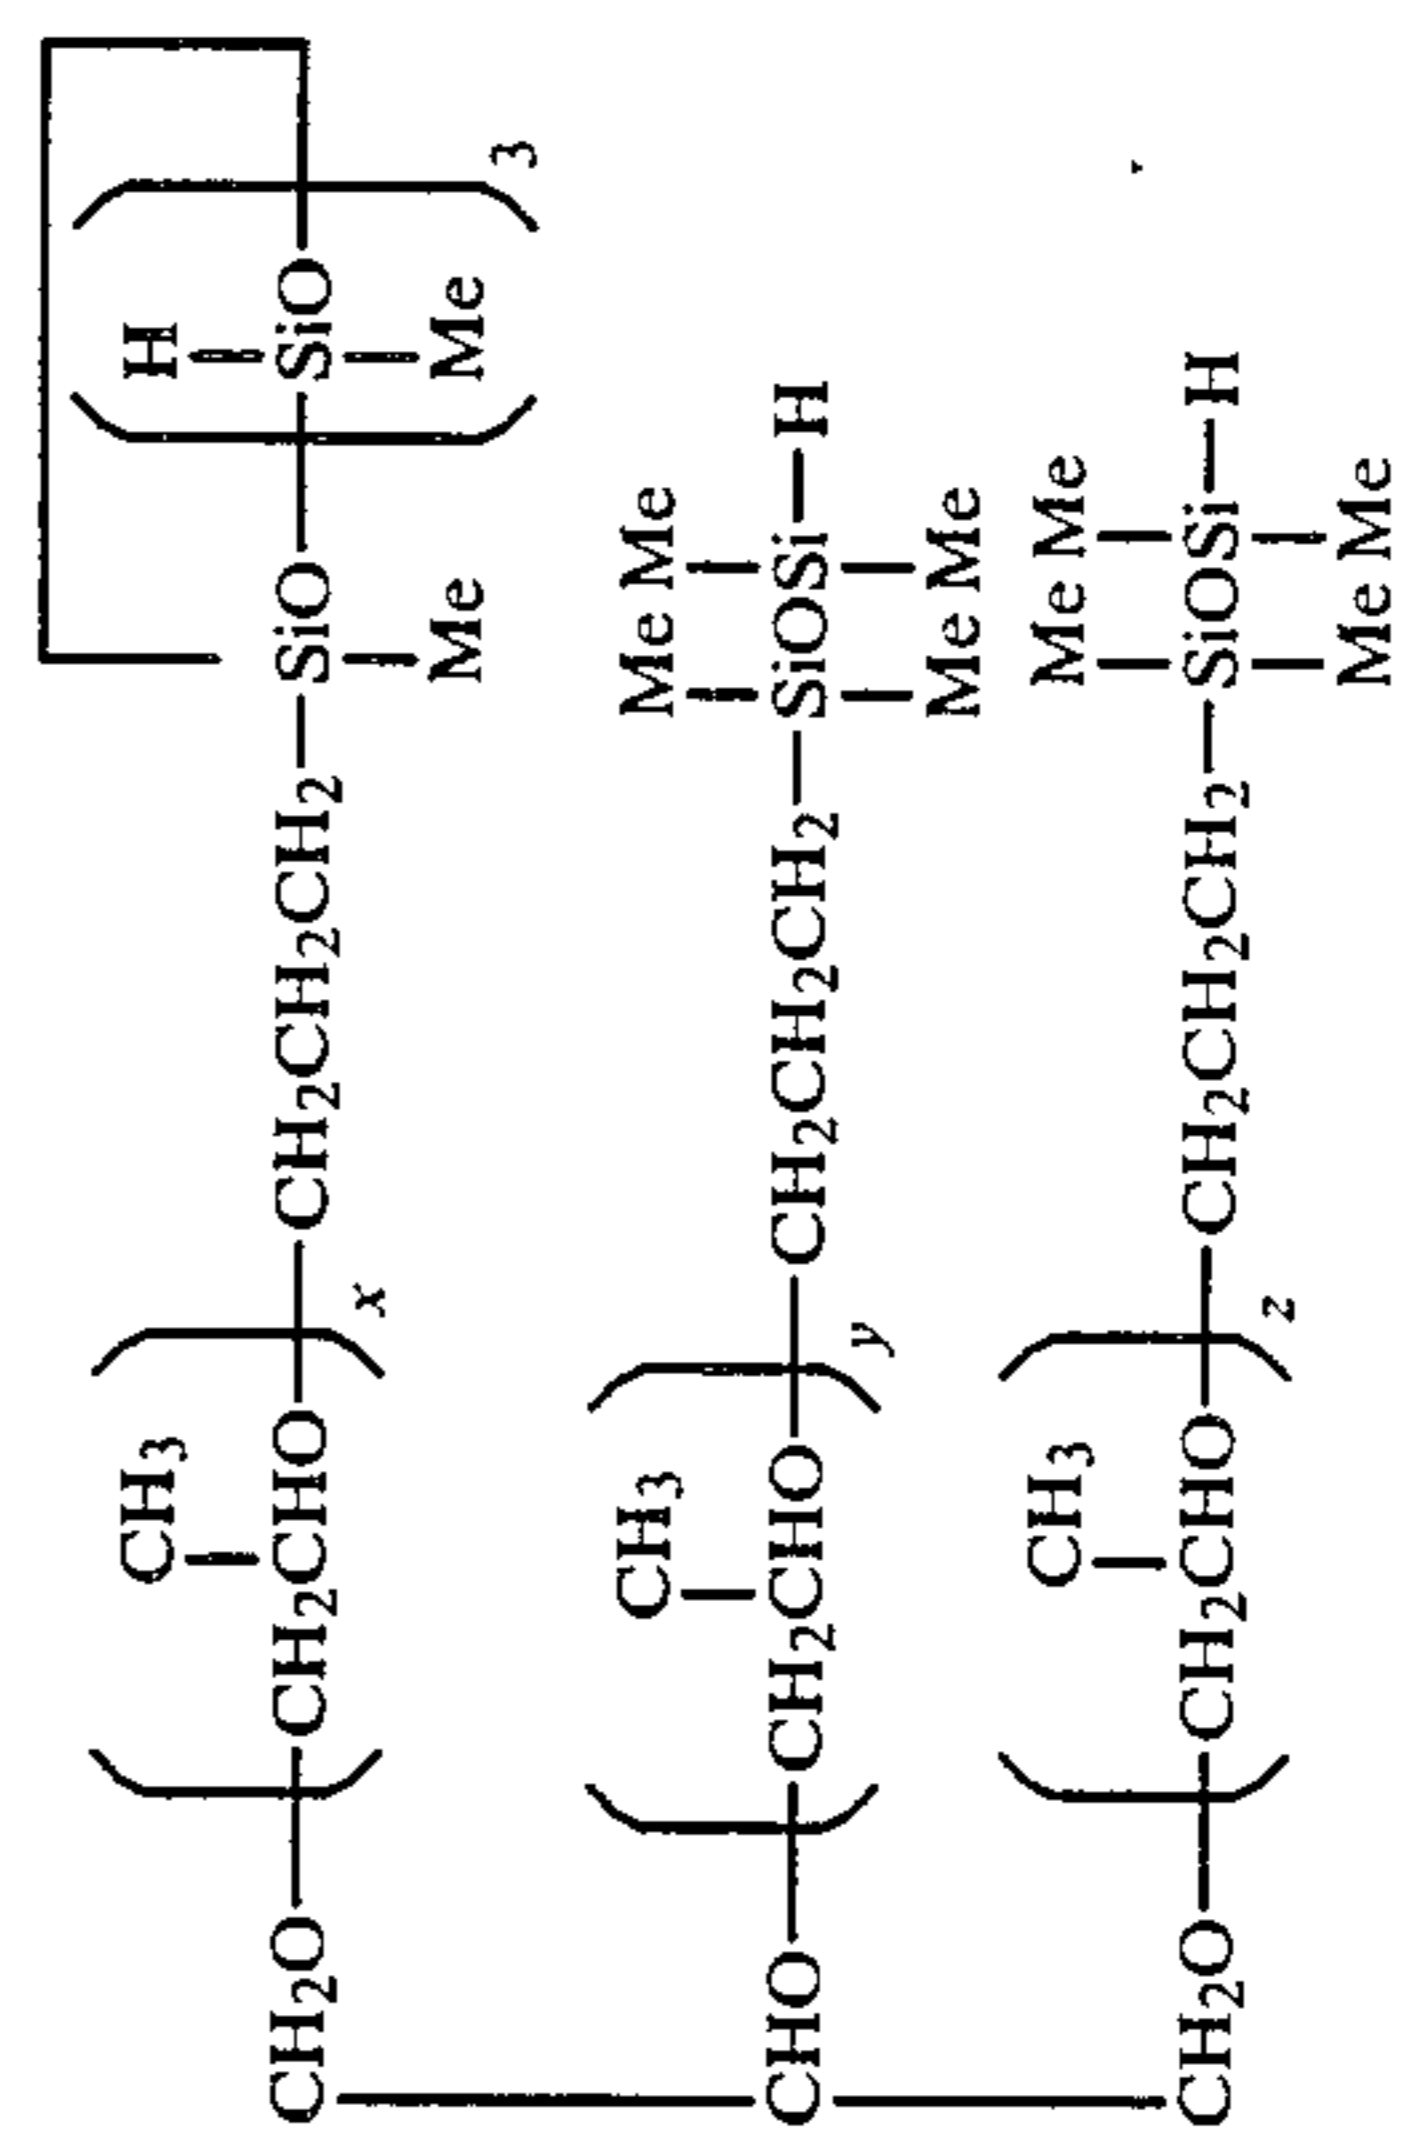 CH₃ H
CH₂O—(CH₂CHO)ₓ—CH₂CH₂CH₂—SiO—(SiO)₃
Me Me
CH₃ Me Me
CHO—(CH₂CHO)y—CH₂CH₂CH₂—SiOSi—H
Me Me
CH₃ Me Me
CH₂O—(CH₂CHO)z—CH₂CH₂CH₂—SiOSi—H
Me Me